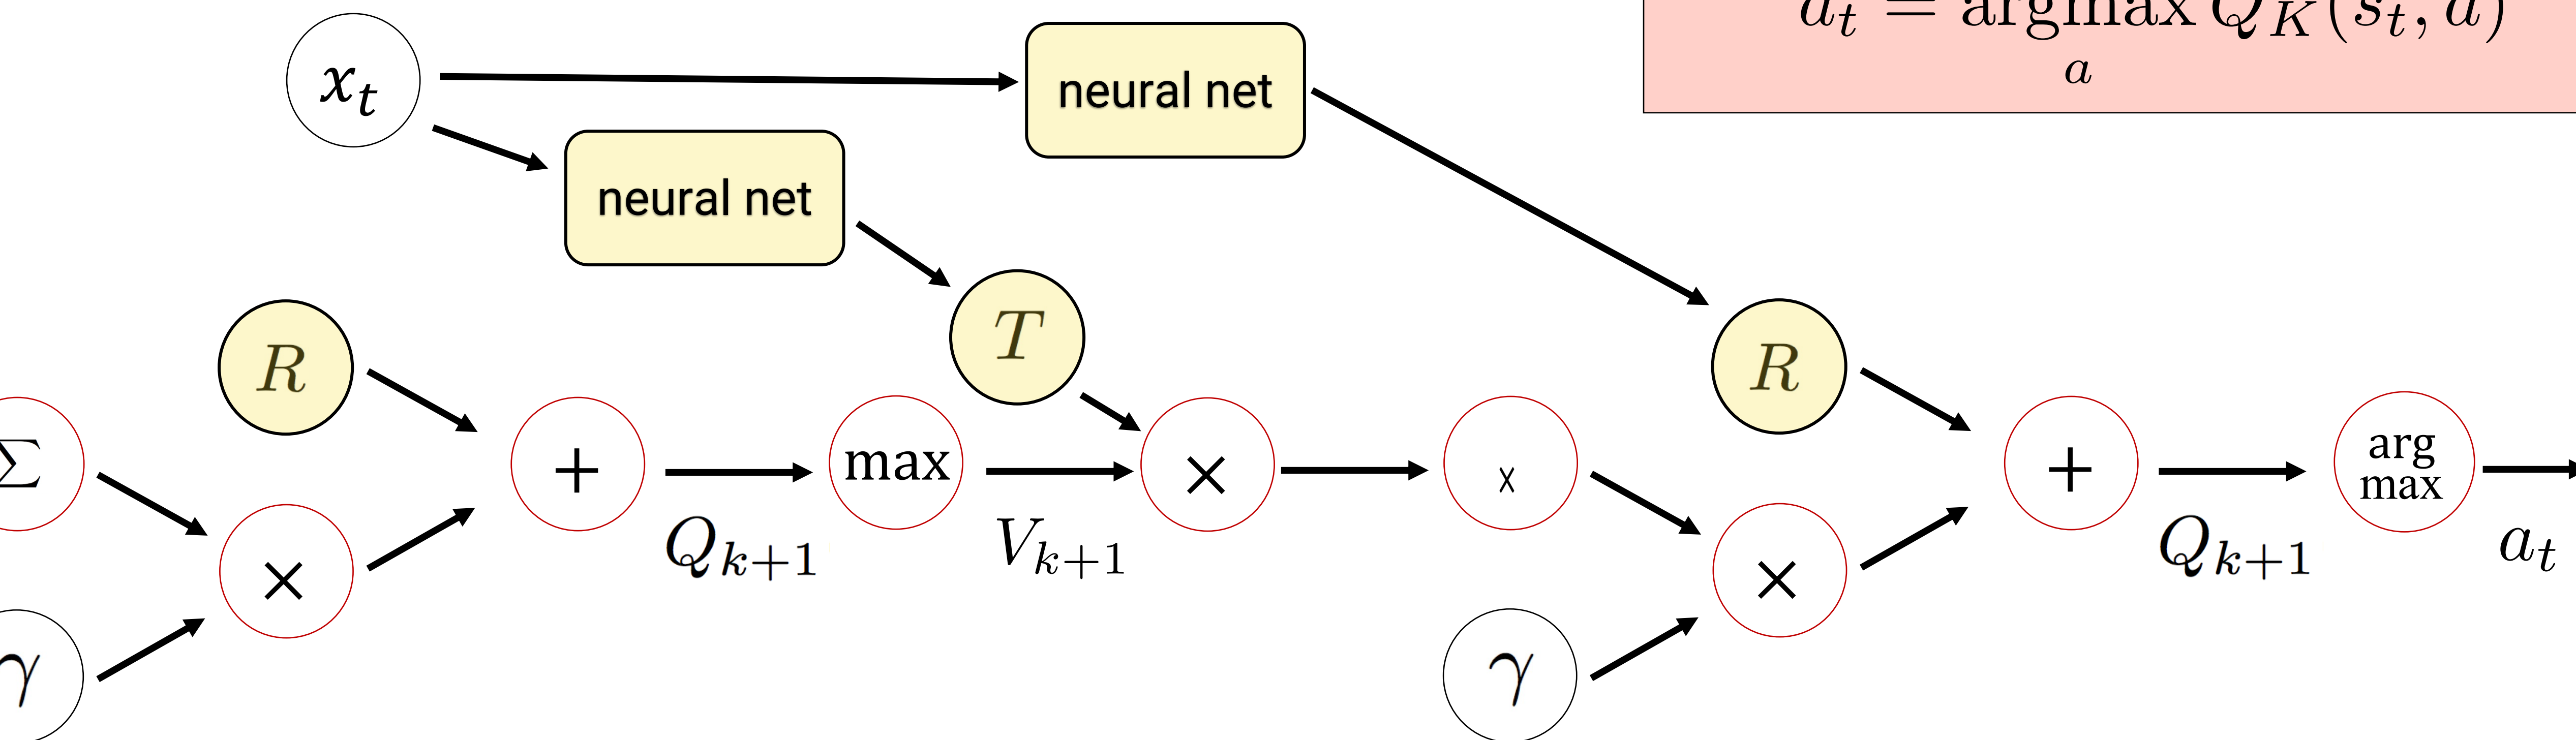 a_t = argmax Q_K(s_t, a)
a
x_t
neural net
neural net
T
R
R
Σ
+
max
×
×
+
arg
max
Q_{k+1}
V_{k+1}
Q_{k+1}
a_t
×
×
γ
γ